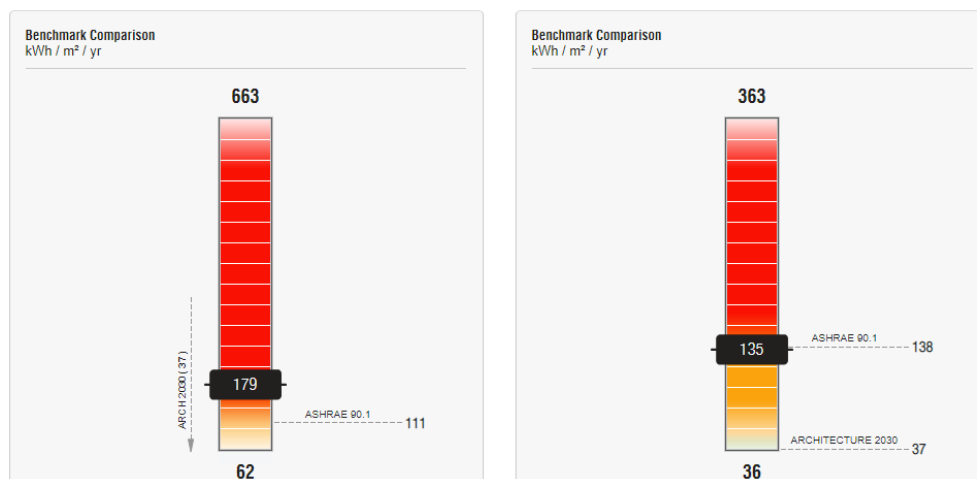 Benchmark Comparison
kWh / m² / yr
663
ARCH 2030 ( 37 )
179
ASHRAE 90.1
111
62
Benchmark Comparison
kWh / m² / yr
363
135
ASHRAE 90.1
138
ARCHITECTURE 2030
37
36